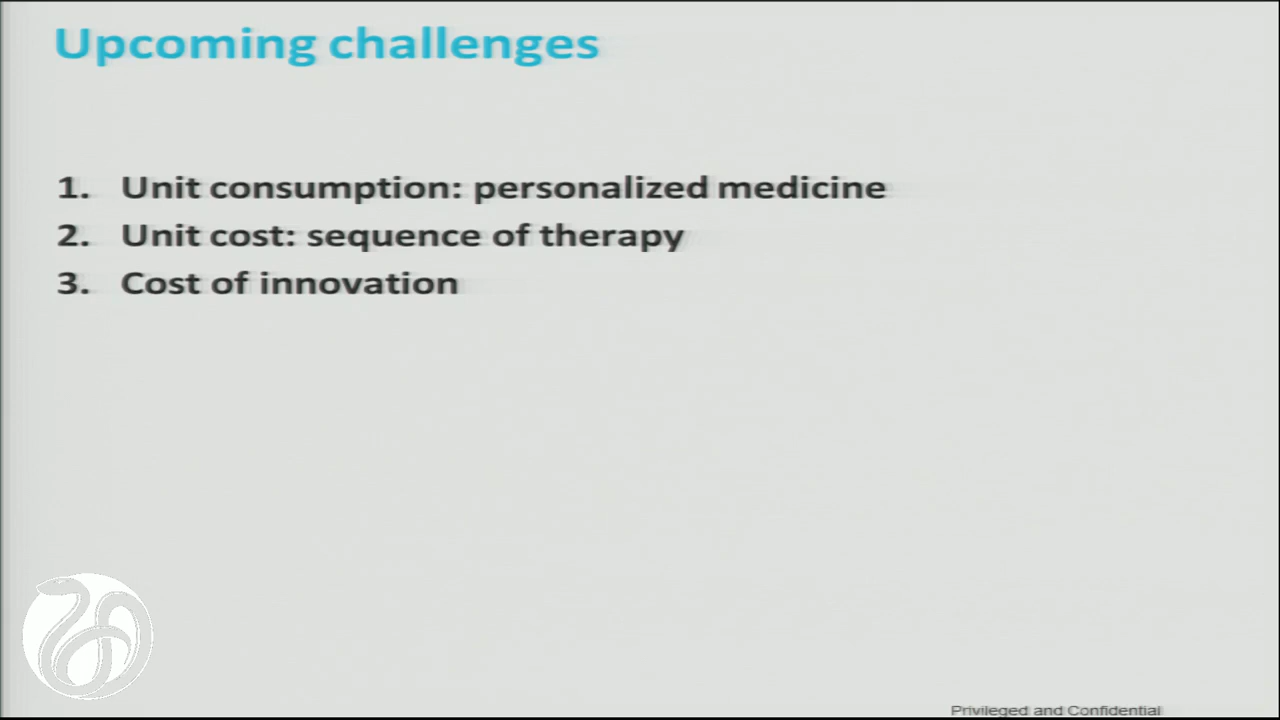 Upcoming challenges
1. Unit consumption: personalized medicine
2. Unit cost: sequence of therapy
3. Cost of innovation
Privileged and Confidential